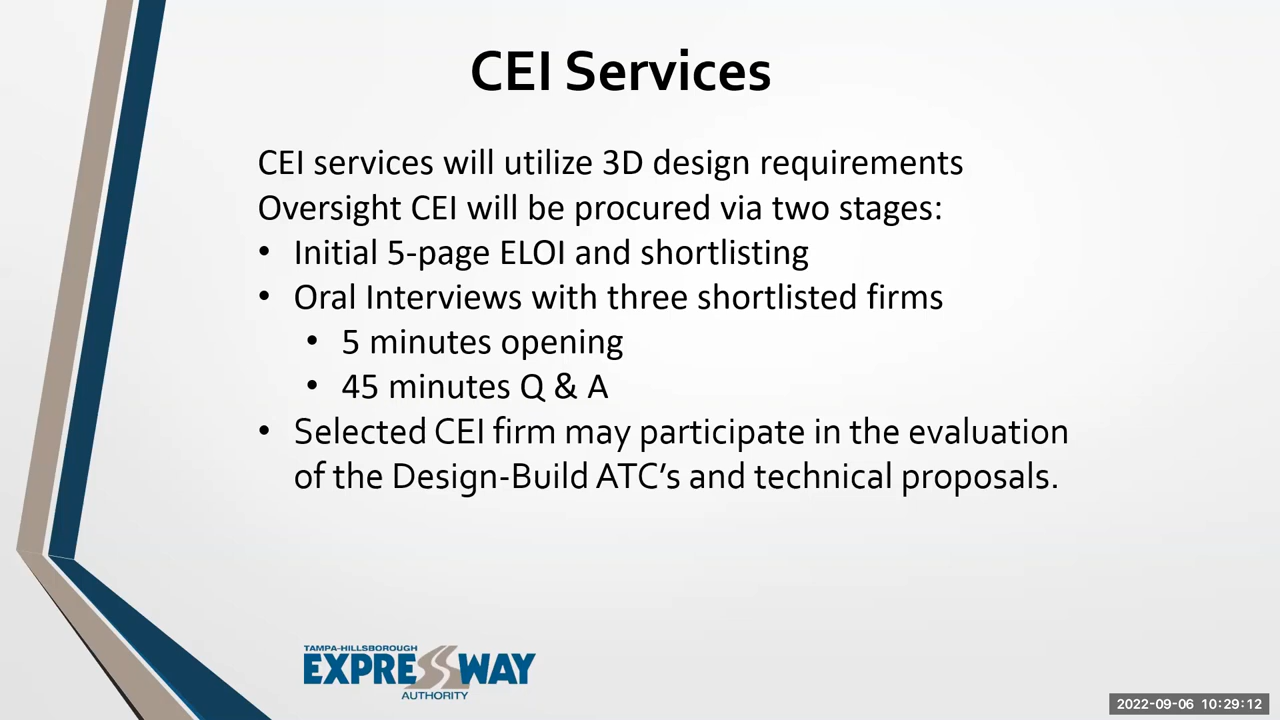 CEI Services
CEI services will utilize 3D design requirements
Oversight CEI will be procured via two stages:
• Initial 5-page ELOI and shortlisting
• Oral Interviews with three shortlisted firms
• 5 minutes opening
• 45 minutes Q & A
• Selected CEI firm may participate in the evaluation
of the Design-Build ATC’s and technical proposals.
TAMPA-HILLSBOROUGH
EXPRESSWAY
AUTHORITY
2022-09-06 10:29:12